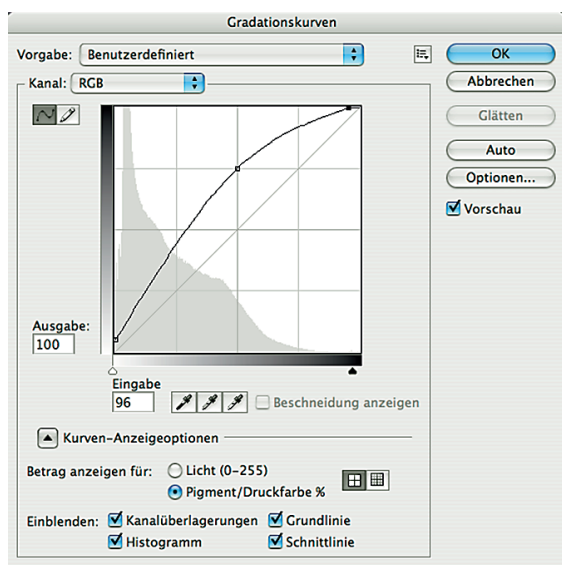 Gradationskurven
Vorgabe: Benutzerdefiniert
OK
Kanal: RGB
Abbrechen
Glätten
Auto
Optionen...
Vorschau
Ausgabe:
100
Eingabe
96
Beschneidung anzeigen
Kurven-Anzeigeoptionen
Betrag anzeigen für: Licht (0–255)
Pigment/Druckfarbe %
Einblenden: Kanalüberlagerungen Grundlinie
Histogramm Schnittlinie